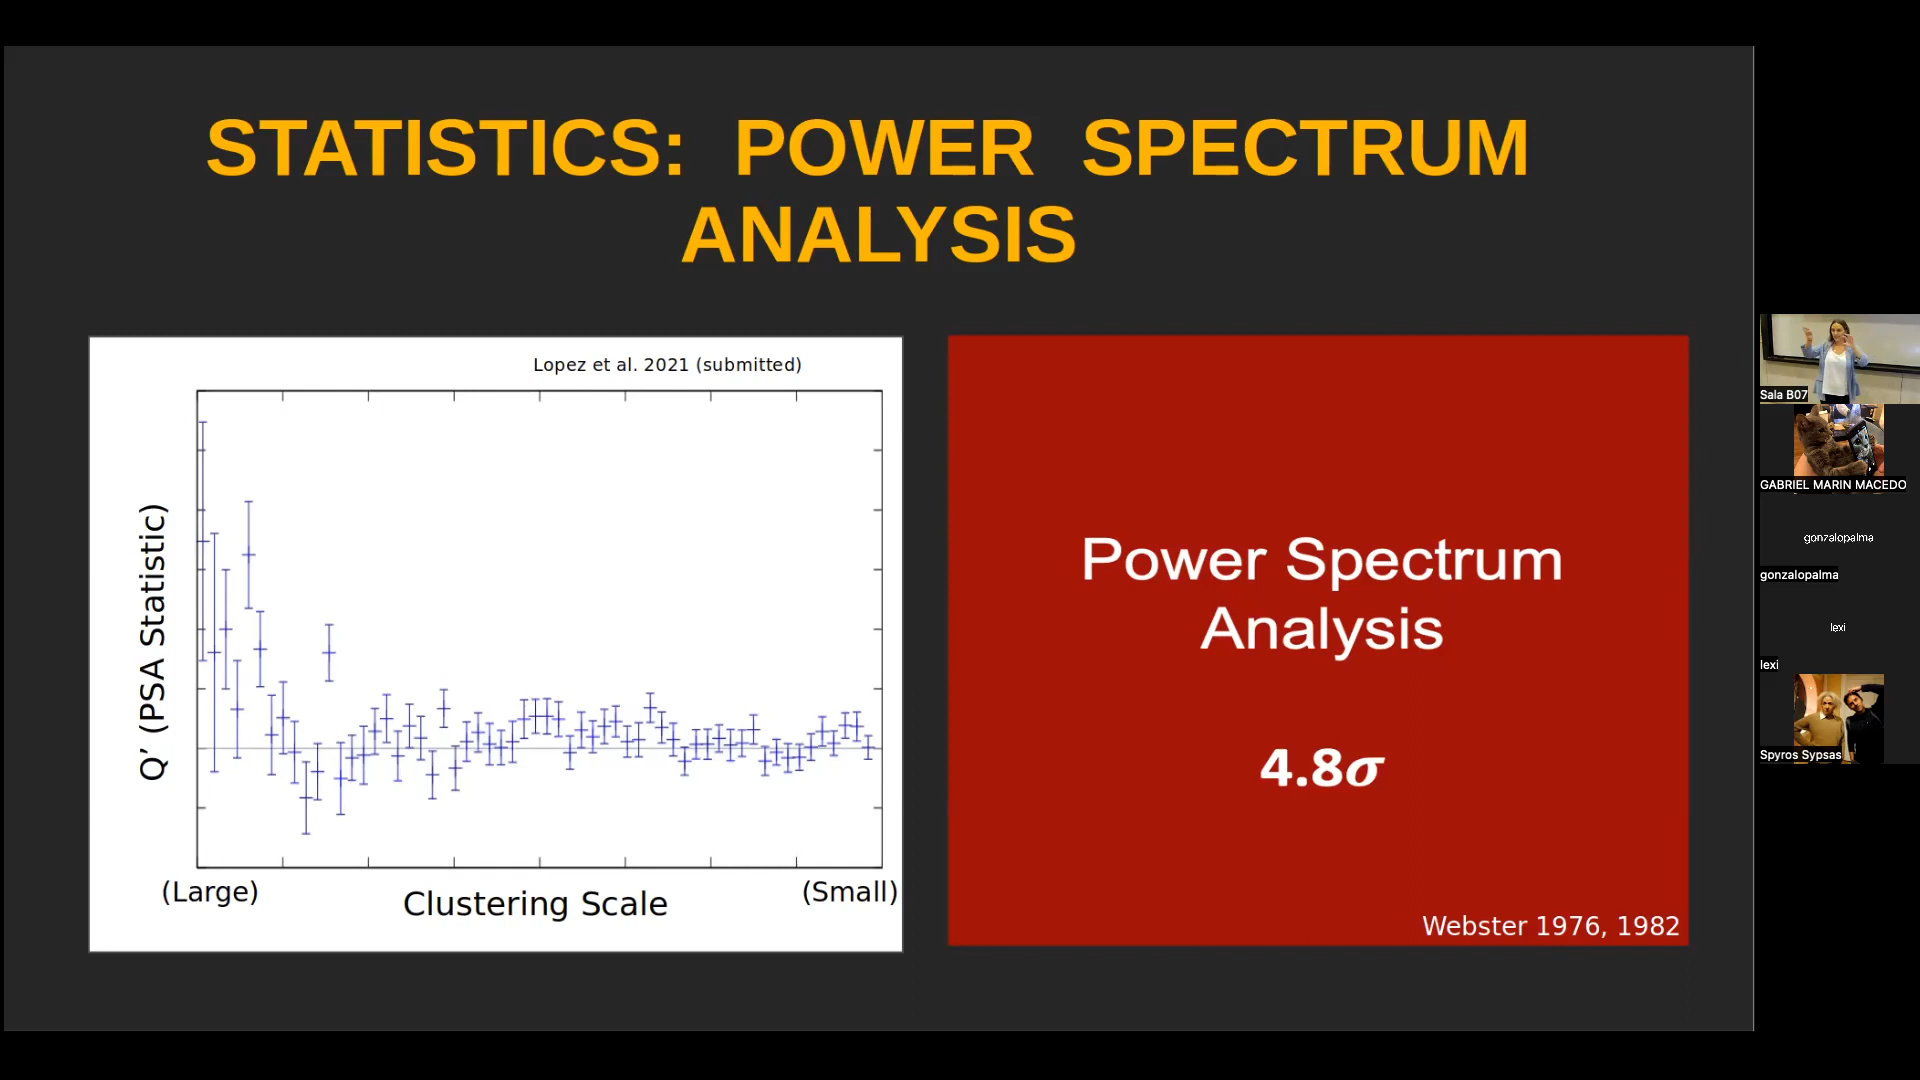 STATISTICS: POWER SPECTRUM
ANALYSIS
Lopez et al. 2021 (submitted)
Q’ (PSA Statistic)
(Large)
Clustering Scale
(Small)
Power Spectrum
Analysis
4.8σ
Webster 1976, 1982
Sala B07
GABRIEL MARIN MACEDO
gonzalopalma
gonzalopalma
lexi
lexi
Spyros Sypsas